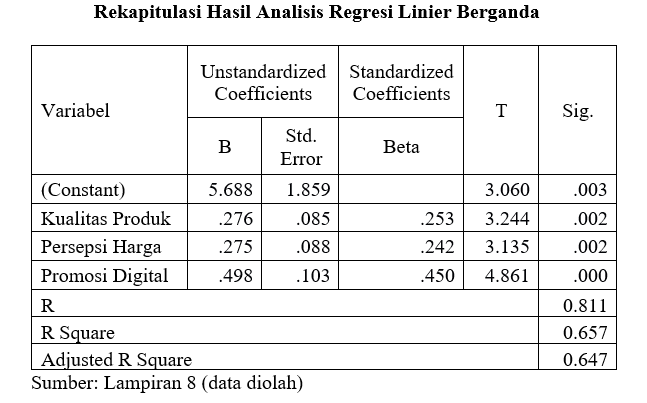 Rekapitulasi Hasil Analisis Regresi Linier Berganda
Variabel Unstandardized Coefficients Standardized Coefficients T Sig.
B Std. Error Beta
(Constant) 5.688 1.859 3.060 .003
Kualitas Produk .276 .085 .253 3.244 .002
Persepsi Harga .275 .088 .242 3.135 .002
Promosi Digital .498 .103 .450 4.861 .000
R 0.811
R Square 0.657
Adjusted R Square 0.647
Sumber: Lampiran 8 (data diolah)